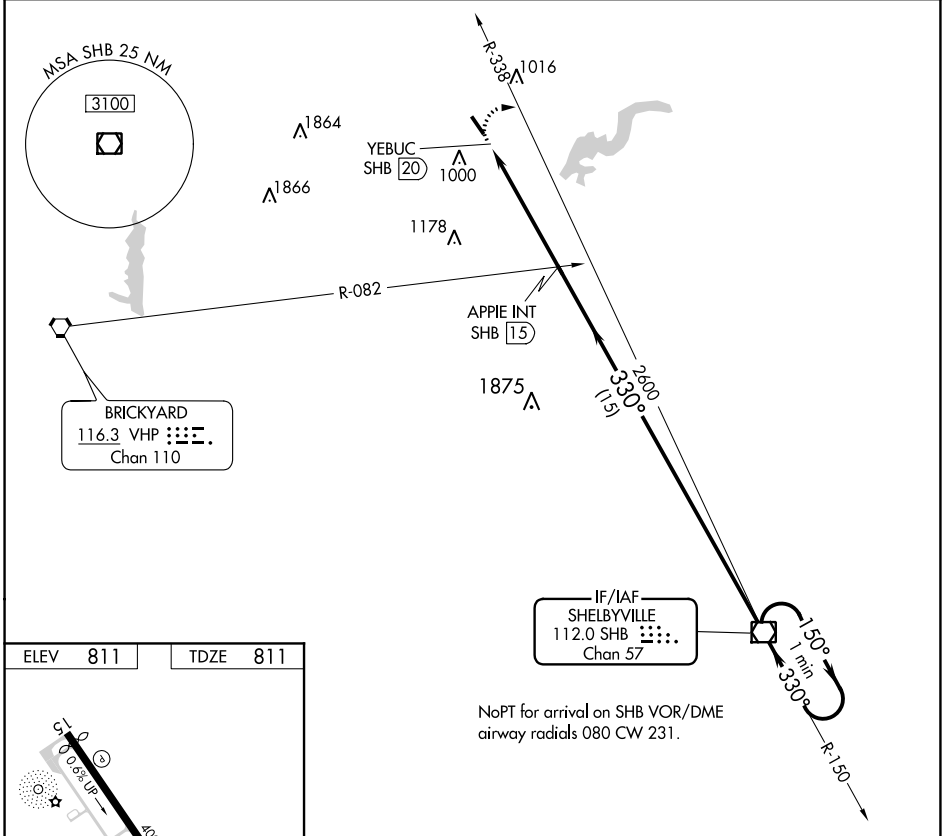 MSA SHB 25 NM
3100
R-338
1016
1864
YEBUC
SHB 20
1000
1866
1178
R-082
APPIE INT
SHB 15
2600
330°
(15)
1875
BRICKYARD
116.3 VHP
Chan 110
IF/IAF
SHELBYVILLE
112.0 SHB
Chan 57
150°
1 min
330°
R-150
NoPT for arrival on SHB VOR/DME
airway radials 080 CW 231.
ELEV 811
TDZE 811
15
P
0.6% UP